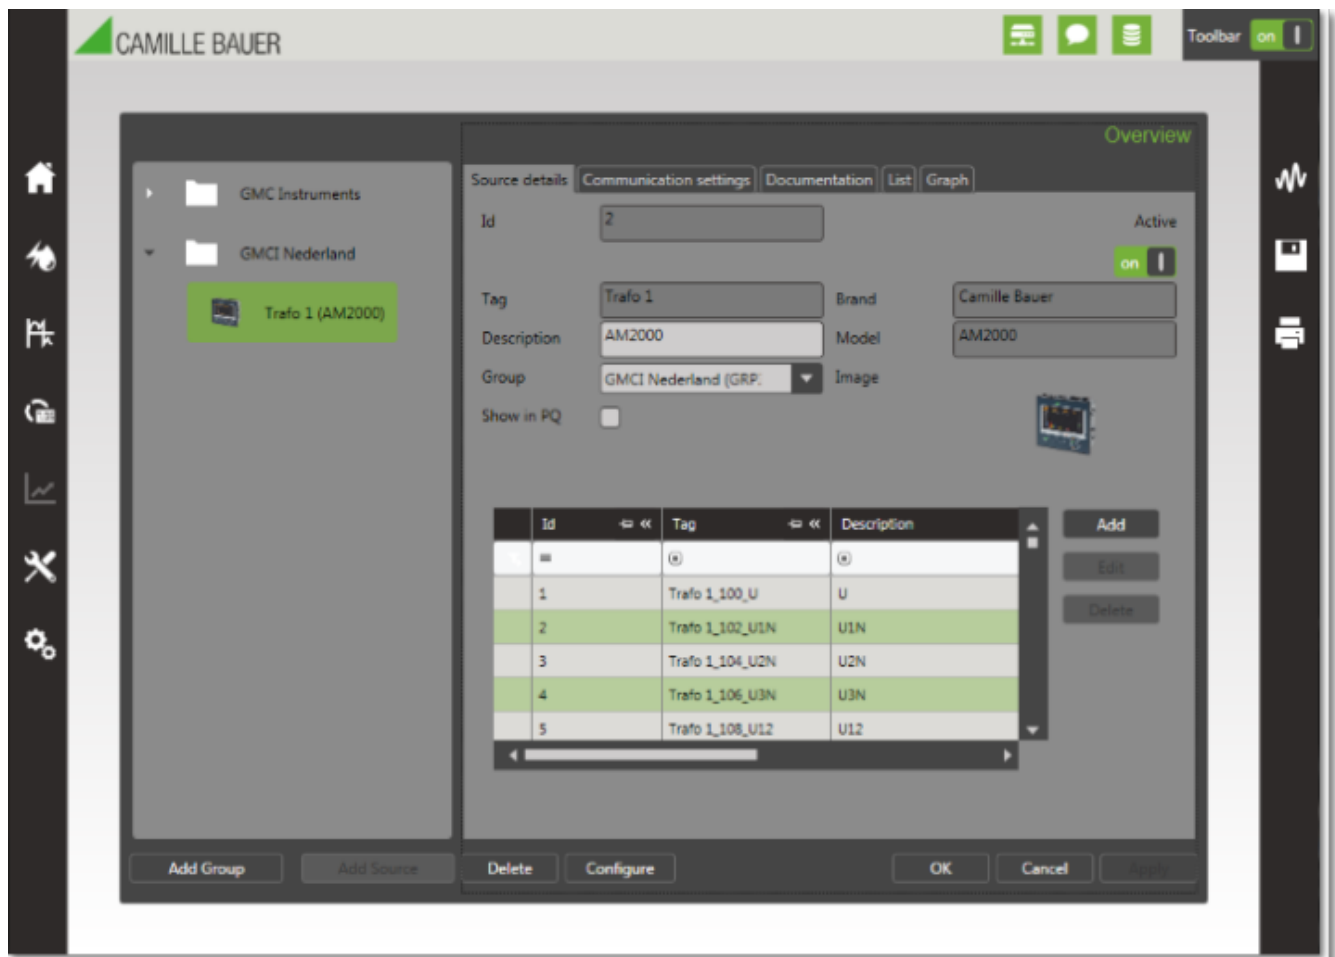 CAMILLE BAUER
Toolbar on
Overview
GMC Instruments
GMCI Nederland
Trafo 1 (AM2000)
Source details Communication settings Documentation List Graph
Id 2 Active
on
Tag Trafo 1 Brand Camille Bauer
Description AM2000 Model AM2000
Group GMCI Nederland (GRP: Image
Show in PQ
Id Tag Description
1 Trafo 1_100_U U
2 Trafo 1_102_U1N U1N
3 Trafo 1_104_U2N U2N
4 Trafo 1_106_U3N U3N
5 Trafo 1_108_U12 U12
Add
Edit
Delete
Add Group Add Source Delete Configure OK Cancel Apply